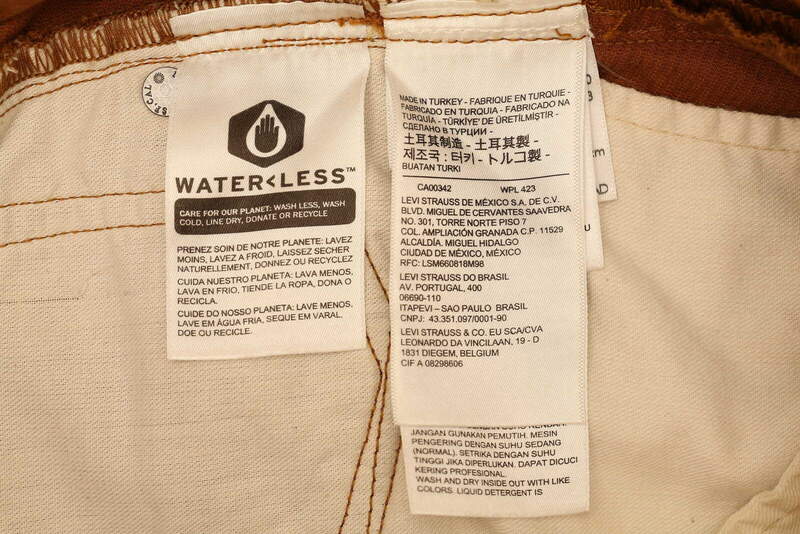 WATER<LESS™
CARE FOR OUR PLANET: WASH LESS, WASH
COLD, LINE DRY, DONATE OR RECYCLE
PRENEZ SOIN DE NOTRE PLANETE: LAVEZ
MOINS, LAVEZ A FROID, LAISSEZ SECHER
NATURELLEMENT, DONNEZ OU RECYCLEZ
CUIDA NUESTRO PLANETA: LAVA MENOS,
LAVA EN FRIO, TIENDE LA ROPA, DONA O
RECICLA.
CUIDE DO NOSSO PLANETA: LAVE MENOS,
LAVE EM ÁGUA FRIA, SEQUE EM VARAL.
DOE OU RECICLE.
MADE IN TURKEY - FABRIQUE EN TURQUIE -
FABRICADO EN TURQUIA - FABRICADO NA
TURQUÍA - TÜRKİYE' DE ÜRETİLMİŞTİR -
СДЕЛАНО В ТУРЦИИ -
土耳其制造 - 土耳其製 -
제조국 : 터키 - トルコ製 -
BUATAN TURKI
CA00342 WPL 423
LEVI STRAUSS DE MÉXICO S.A. DE C.V.
BLVD. MIGUEL DE CERVANTES SAAVEDRA
NO. 301, TORRE NORTE PISO 7
COL. AMPLIACIÓN GRANADA C.P. 11529
ALCALDÍA. MIGUEL HIDALGO
CIUDAD DE MÉXICO, MÉXICO
RFC: LSM660818M98
LEVI STRAUSS DO BRASIL
AV. PORTUGAL, 400
06690-110
ITAPEVI – SAO PAULO BRASIL
CNPJ: 43.351.097/0001-90
LEVI STRAUSS & CO. EU SCA/CVA
LEONARDO DA VINCILAAN, 19 - D
1831 DIEGEM, BELGIUM
CIF A 08298606
JANGAN GUNAKAN PEMUTIH. MESIN
PENGERING DENGAN SUHU SEDANG
(NORMAL). SETRIKA DENGAN SUHU
TINGGI JIKA DIPERLUKAN. DAPAT DICUCI
KERING PROFESIONAL.
WASH AND DRY INSIDE OUT WITH LIKE
COLORS. LIQUID DETERGENT IS